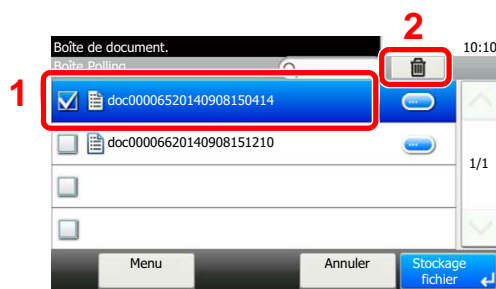 2
Boîte de document.
10:10
Boîte Polling
1
doc00006520140908150414
doc00006620140908151210
1/1
Menu
Annuler
Stockage
fichier